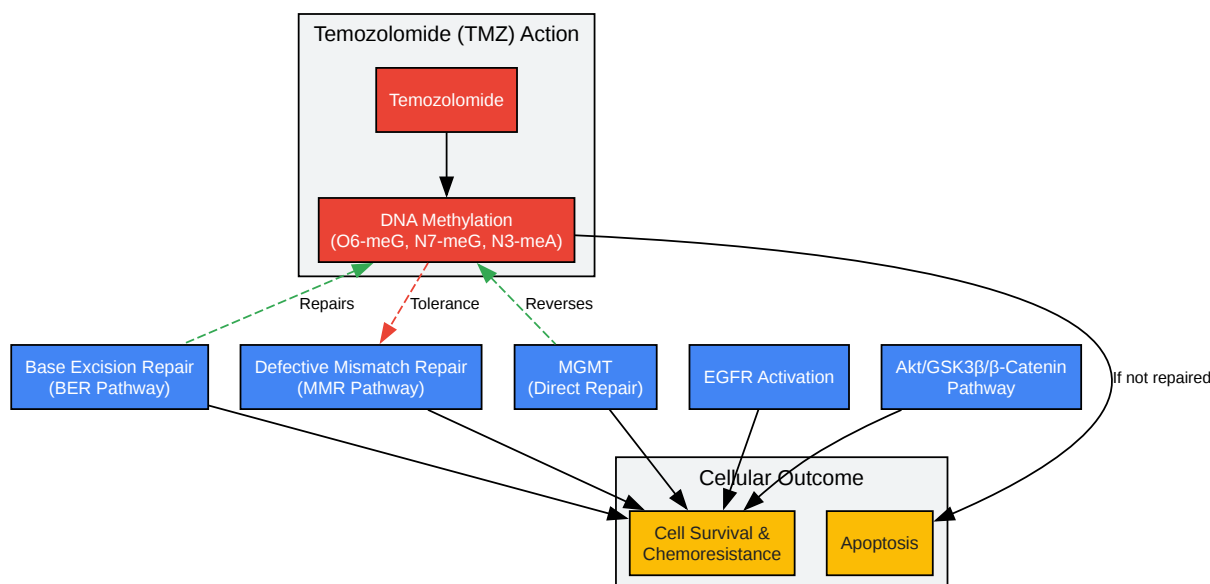 Temozolomide (TMZ) Action
Temozolomide
DNA Methylation
(O6-meG, N7-meG, N3-meA)
Repairs
Tolerance
Reverses
Base Excision Repair
(BER Pathway)
Defective Mismatch Repair
(MMR Pathway)
MGMT
(Direct Repair)
EGFR Activation
Akt/GSK3β/β-Catenin
Pathway
If not repaired
Cellular Outcome
Cell Survival &
Chemoresistance
Apoptosis